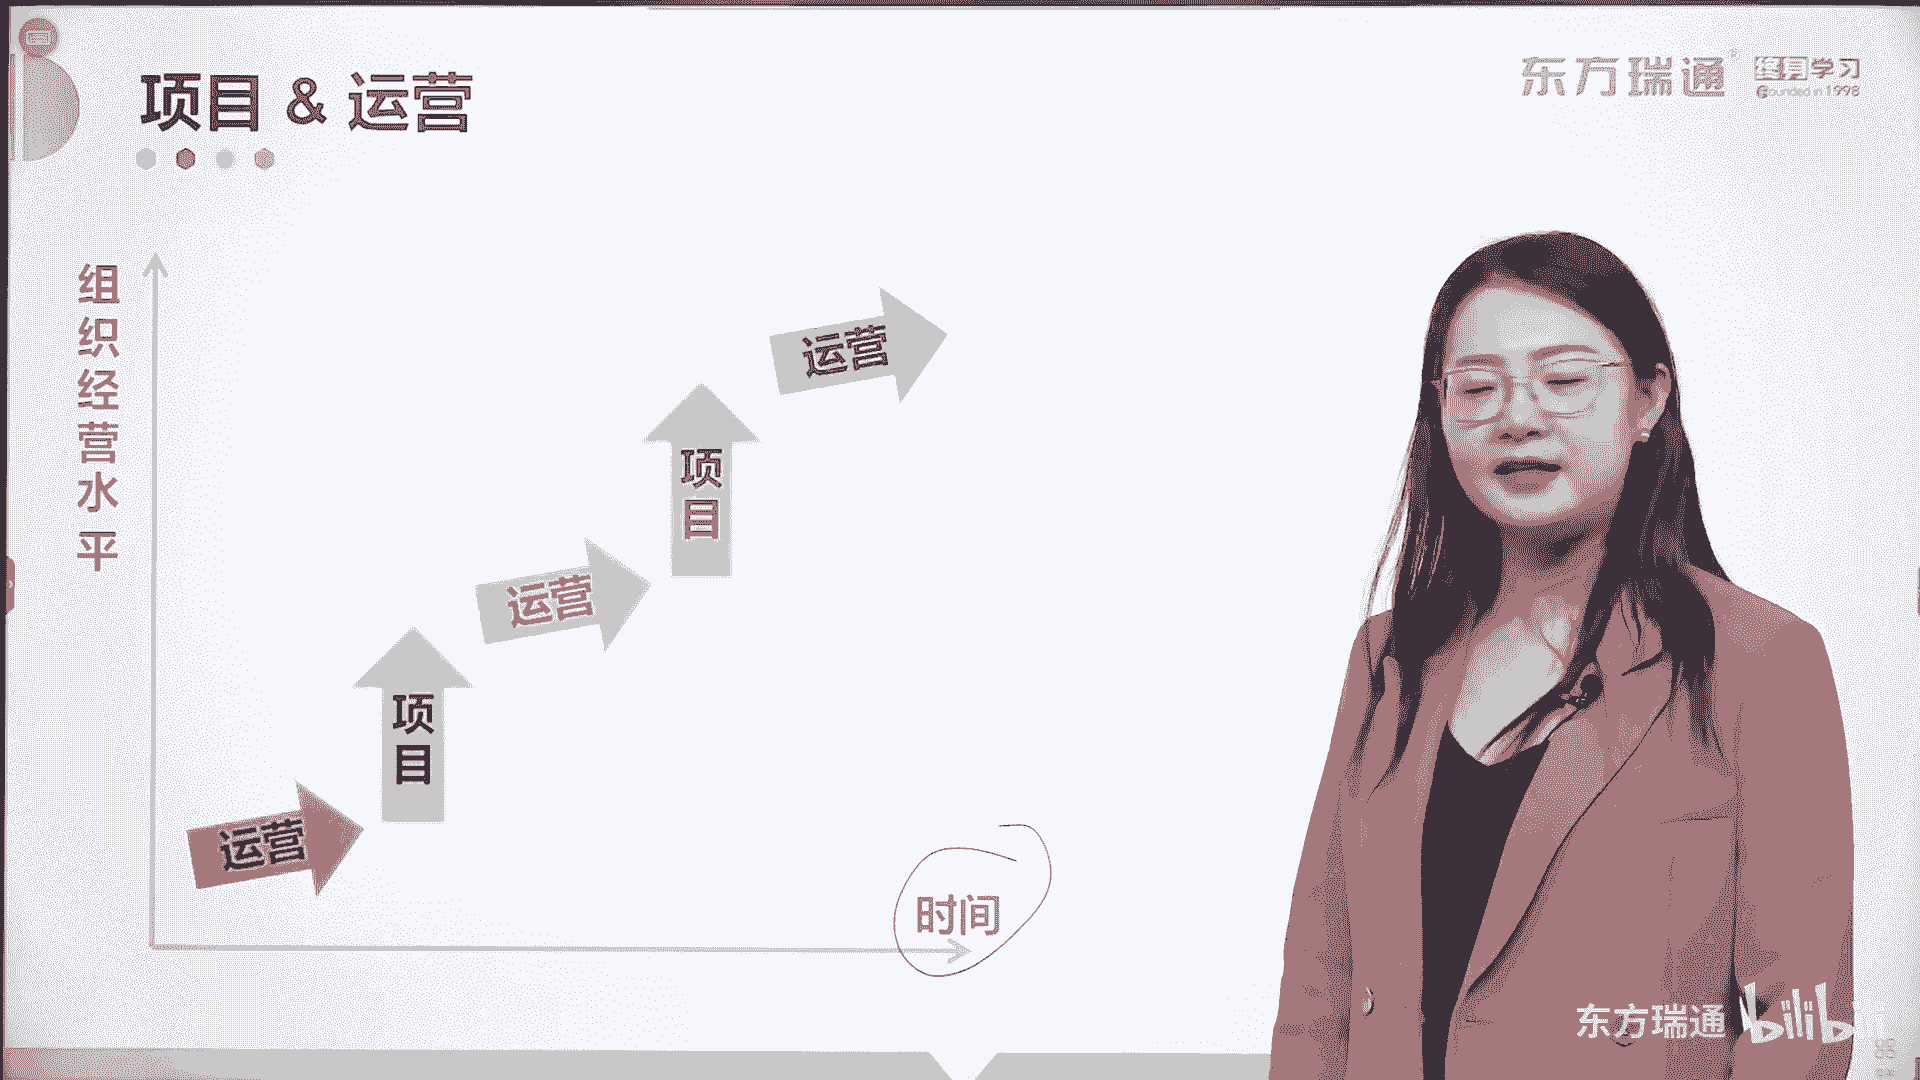 项目 & 运营
东方瑞通 终身学习
Founded in 1998
组织经营水平
运营
项目
运营
项目
运营
时间
东方瑞通 bilibili